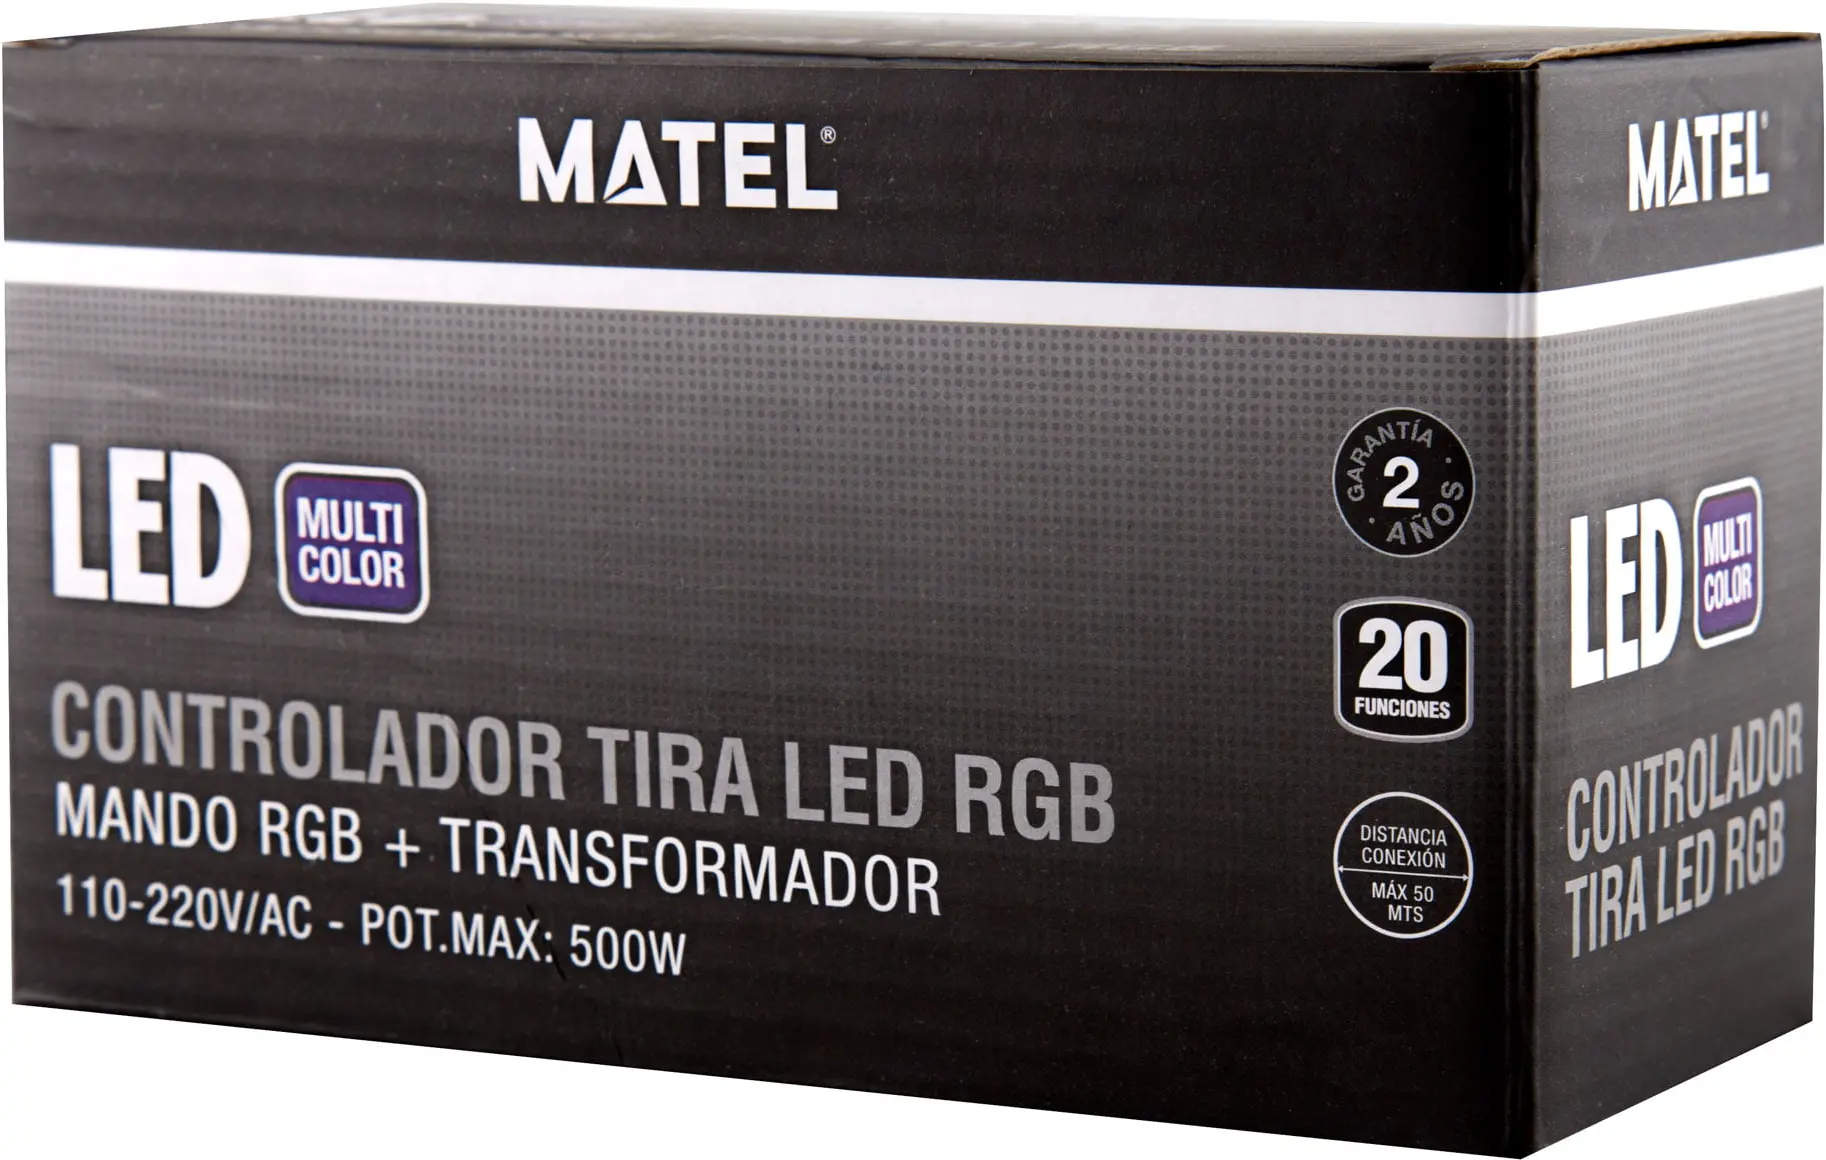 MATEL®
LED
MULTI
COLOR
CONTROLADOR TIRA LED RGB
MANDO RGB + TRANSFORMADOR
110-220V/AC - POT.MAX: 500W
GARANTÍA
2
AÑOS
20
FUNCIONES
DISTANCIA
CONEXIÓN
MÁX 50
MTS
MATEL®
LED
MULTI
COLOR
CONTROLADOR
TIRA LED RGB